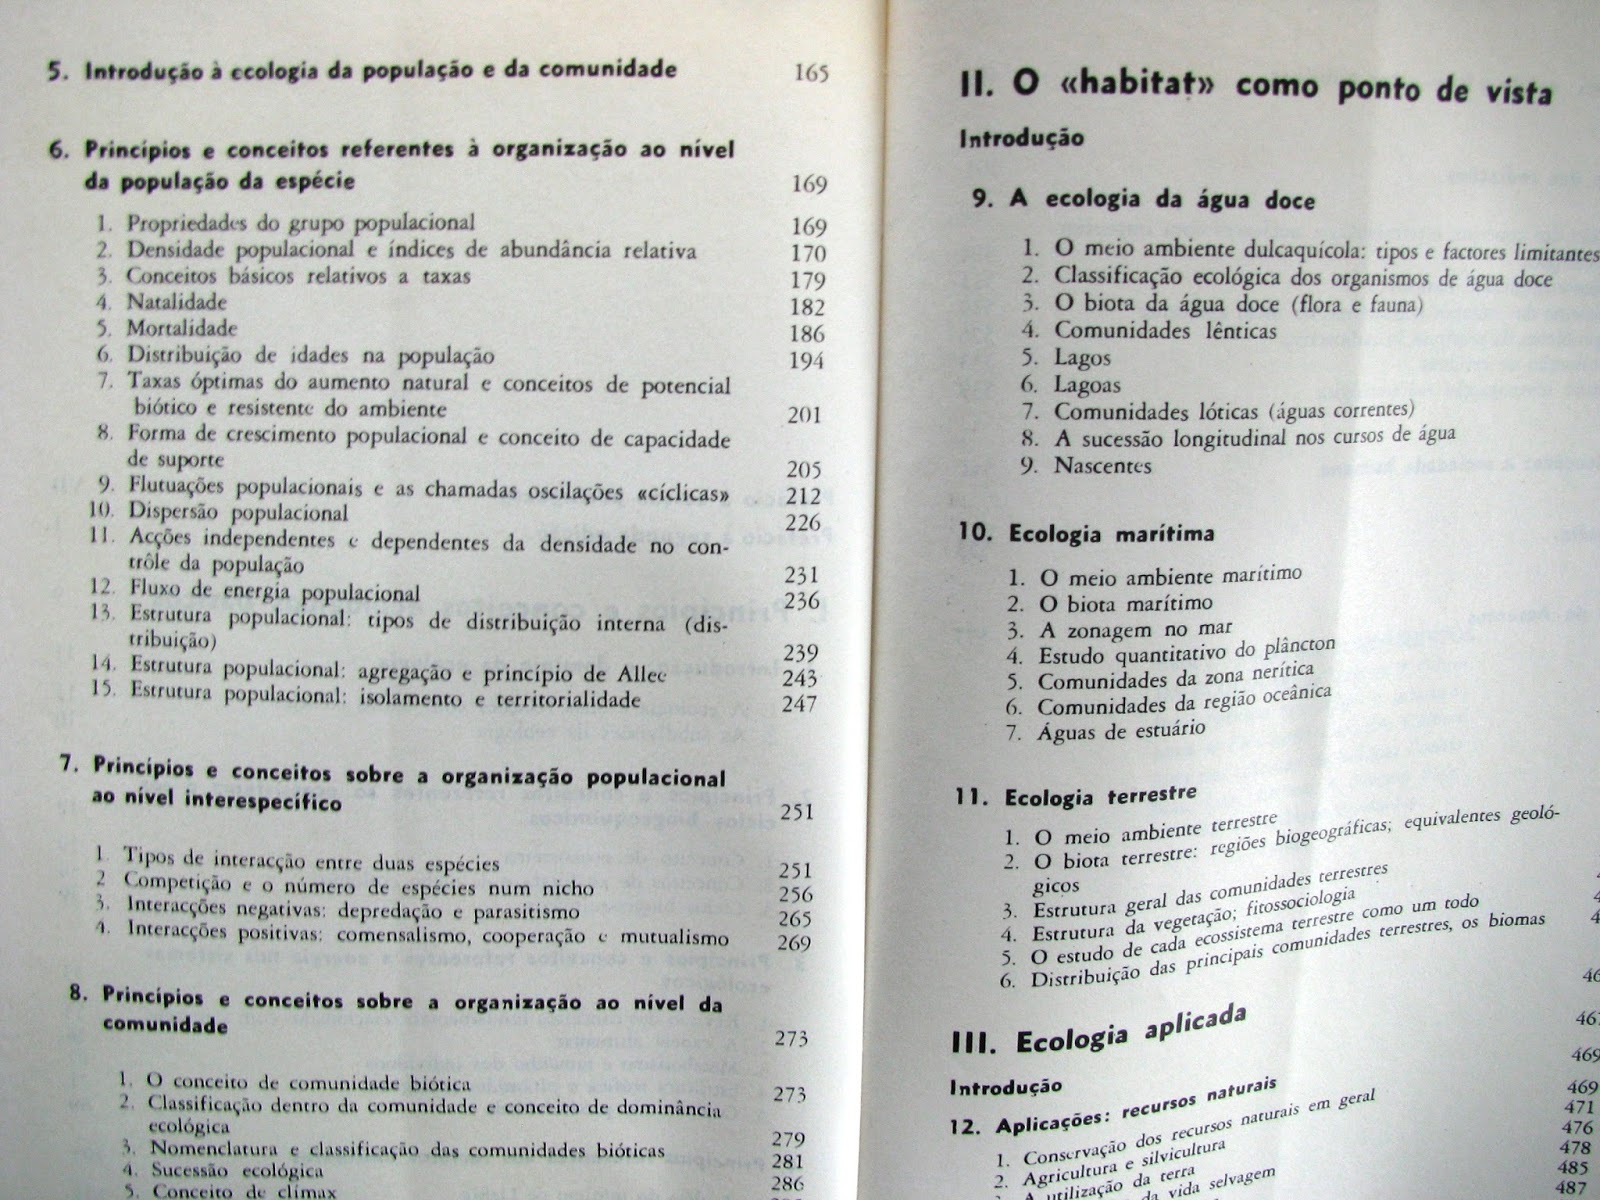 5. Introdução à ecologia da população e da comunidade 165
6. Princípios e conceitos referentes à organização ao nível
da população da espécie 169
1. Propriedades do grupo populacional 169
2. Densidade populacional e índices de abundância relativa 170
3. Conceitos básicos relativos a taxas 179
4. Natalidade 182
5. Mortalidade 186
6. Distribuição de idades na população 194
7. Taxas óptimas do aumento natural e conceitos de potencial
biótico e resistente do ambiente 201
8. Forma de crescimento populacional e conceito de capacidade
de suporte 205
9. Flutuações populacionais e as chamadas oscilações «cíclicas» 212
10. Dispersão populacional 226
11. Acções independentes e dependentes da densidade no con-
trôle da população 231
12. Fluxo de energia populacional 236
13. Estrutura populacional: tipos de distribuição interna (dis-
tribuição) 239
14. Estrutura populacional: agregação e princípio de Allee 243
15. Estrutura populacional: isolamento e territorialidade 247
7. Princípios e conceitos sobre a organização populacional
ao nível interespecífico 251
1. Tipos de interacção entre duas espécies 251
2 Competição e o número de espécies num nicho 256
3. Interacções negativas: depredação e parasitismo 265
4. Interacções positivas: comensalismo, cooperação e mutualismo 269
8. Princípios e conceitos sobre a organização ao nível da
comunidade 273
1. O conceito de comunidade biótica 273
2. Classificação dentro da comunidade e conceito de dominância
ecológica 279
3. Nomenclatura e classificação das comunidades bióticas 281
4. Sucessão ecológica 286
5. Conceito de clímax
II. O «habitat» como ponto de vista
Introdução
9. A ecologia da água doce
1. O meio ambiente dulcaquícola: tipos e factores limitantes
2. Classificação ecológica dos organismos de água doce
3. O biota da água doce (flora e fauna)
4. Comunidades lênticas
5. Lagos
6. Lagoas
7. Comunidades lóticas (águas correntes)
8. A sucessão longitudinal nos cursos de água
9. Nascentes
10. Ecologia marítima
1. O meio ambiente marítimo
2. O biota marítimo
3. A zonagem no mar
4. Estudo quantitativo do plâncton
5. Comunidades da zona nerítica
6. Comunidades da região oceânica
7. Águas de estuário
11. Ecologia terrestre
1. O meio ambiente terrestre
2. O biota terrestre: regiões biogeográficas; equivalentes geoló-
gicos
3. Estrutura geral das comunidades terrestres
4. Estrutura da vegetação; fitossociologia
5. O estudo de cada ecossistema terrestre como um todo
6. Distribuição das principais comunidades terrestres, os biomas
III. Ecologia aplicada 467
Introdução 469
12. Aplicações: recursos naturais 469
1. Conservação dos recursos naturais em geral 471
2. Agricultura e silvicultura 476
A utilização da terra 478
da vida selvagem 485
487